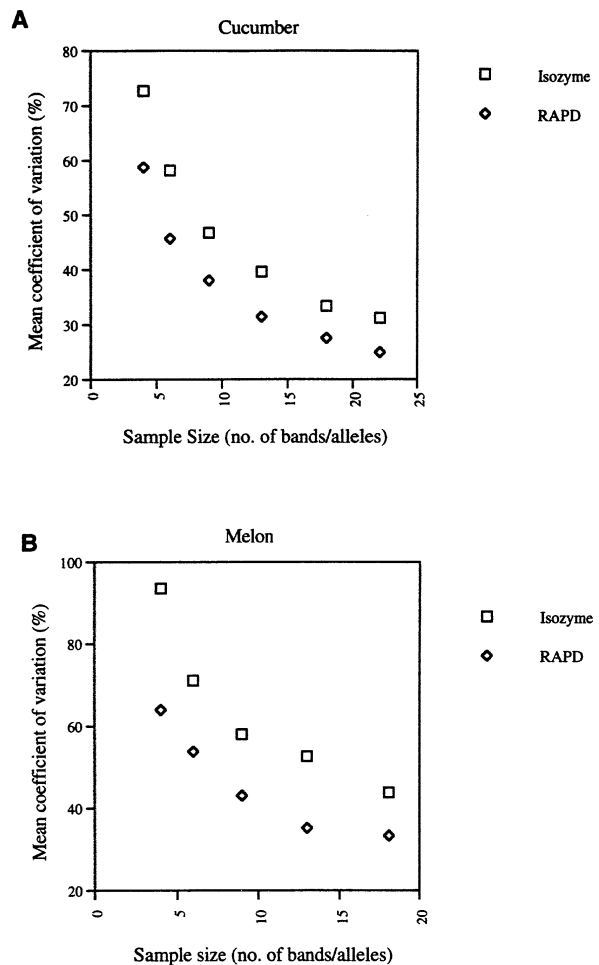 A
Cucumber
Mean coefficient of variation (%)
80
70
60
50
40
30
20
0
5
10
15
20
25
Sample Size (no. of bands/alleles)
Isozyme
RAPD
B
Melon
Mean coefficient of variation (%)
100
80
60
40
20
0
5
10
15
20
Sample size (no. of bands/alleles)
Isozyme
RAPD